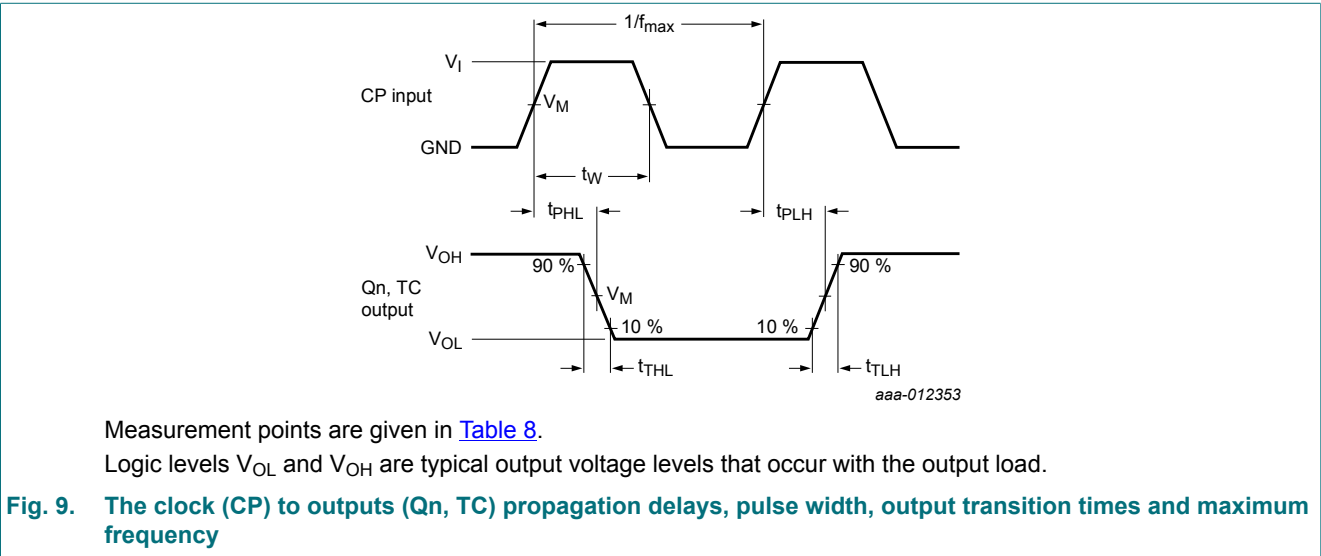 1/fmax
VI
CP input
VM
GND
tW
tPHL
tPLH
VOH
90 %
90 %
Qn, TC
output
VM
10 %
10 %
VOL
tTHL
tTLH
aaa-012353
Measurement points are given in Table 8.
Logic levels VOL and VOH are typical output voltage levels that occur with the output load.
Fig. 9. The clock (CP) to outputs (Qn, TC) propagation delays, pulse width, output transition times and maximum
frequency